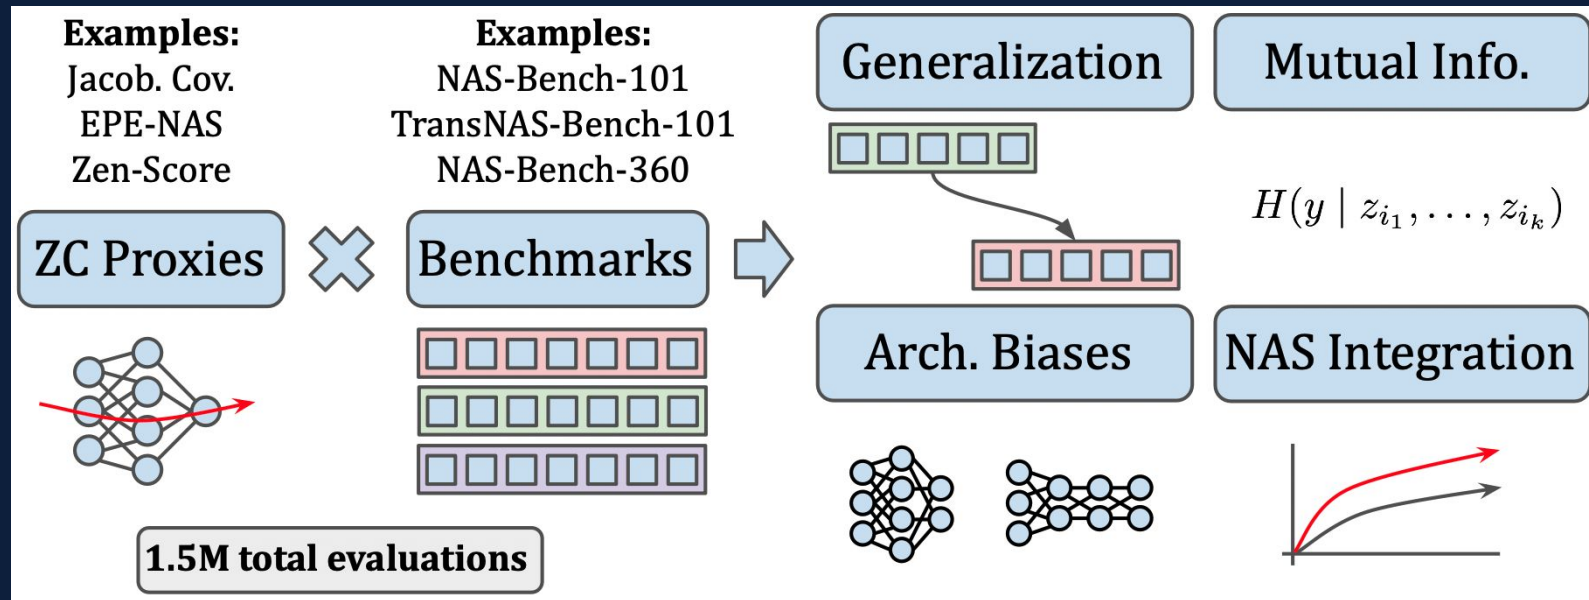 Examples:
Jacob. Cov.
EPE-NAS
Zen-Score
ZC Proxies
Examples:
NAS-Bench-101
TransNAS-Bench-101
NAS-Bench-360
Benchmarks
1.5M total evaluations
Generalization
Mutual Info.
H(y | z_{i_1}, . . . , z_{i_k})
Arch. Biases
NAS Integration